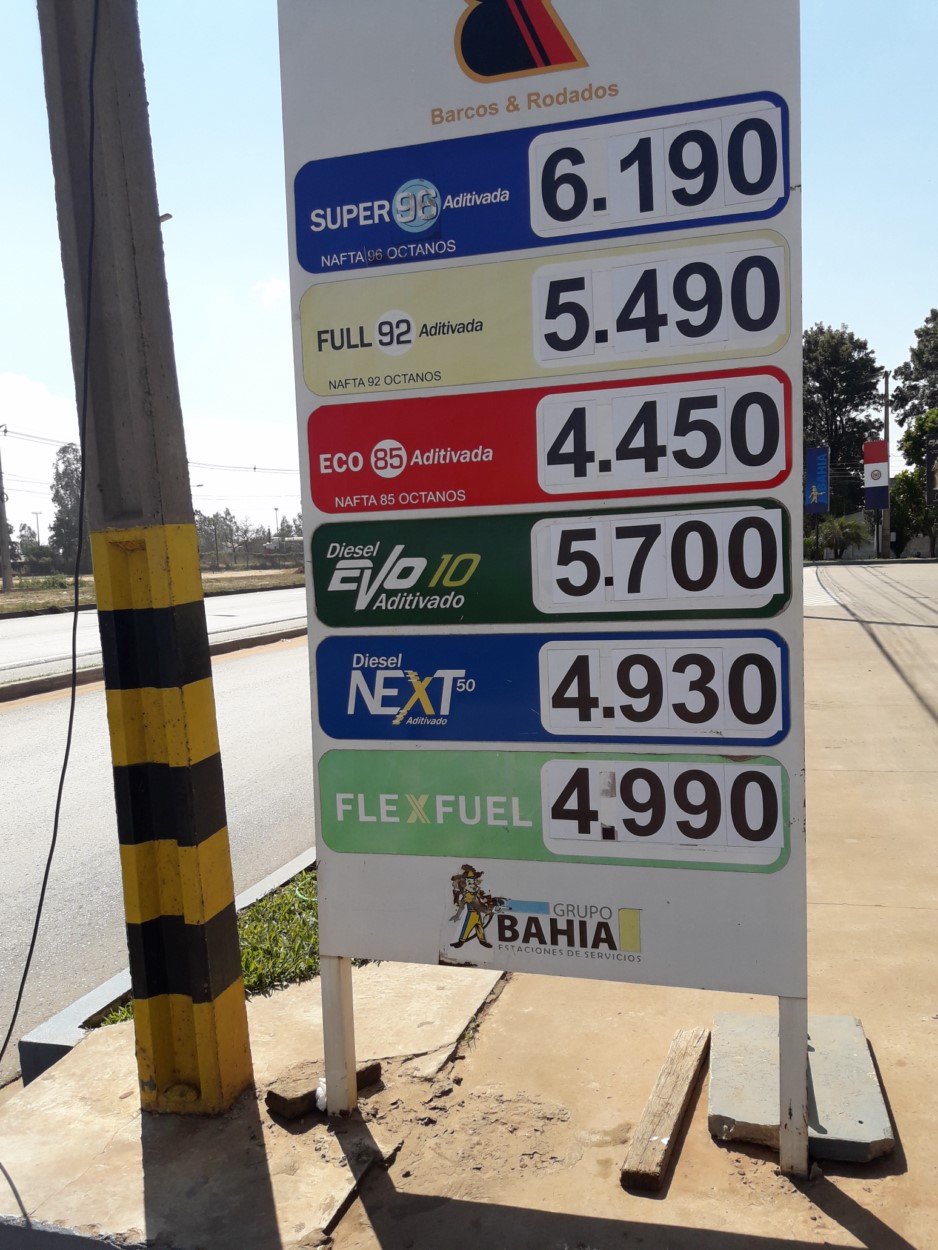 Barcos & Rodados
SUPER 96 Aditivada 6.190
NAFTA 96 OCTANOS
FULL 92 Aditivada 5.490
NAFTA 92 OCTANOS
ECO 85 Aditivada 4.450
NAFTA 85 OCTANOS
Diesel
EVO 10 5.700
Aditivado
Diesel
NEXT 50 4.930
Aditivado
FLEXFUEL 4.990
GRUPO
BAHIA
ESTACIONES DE SERVICIOS
BAHIA